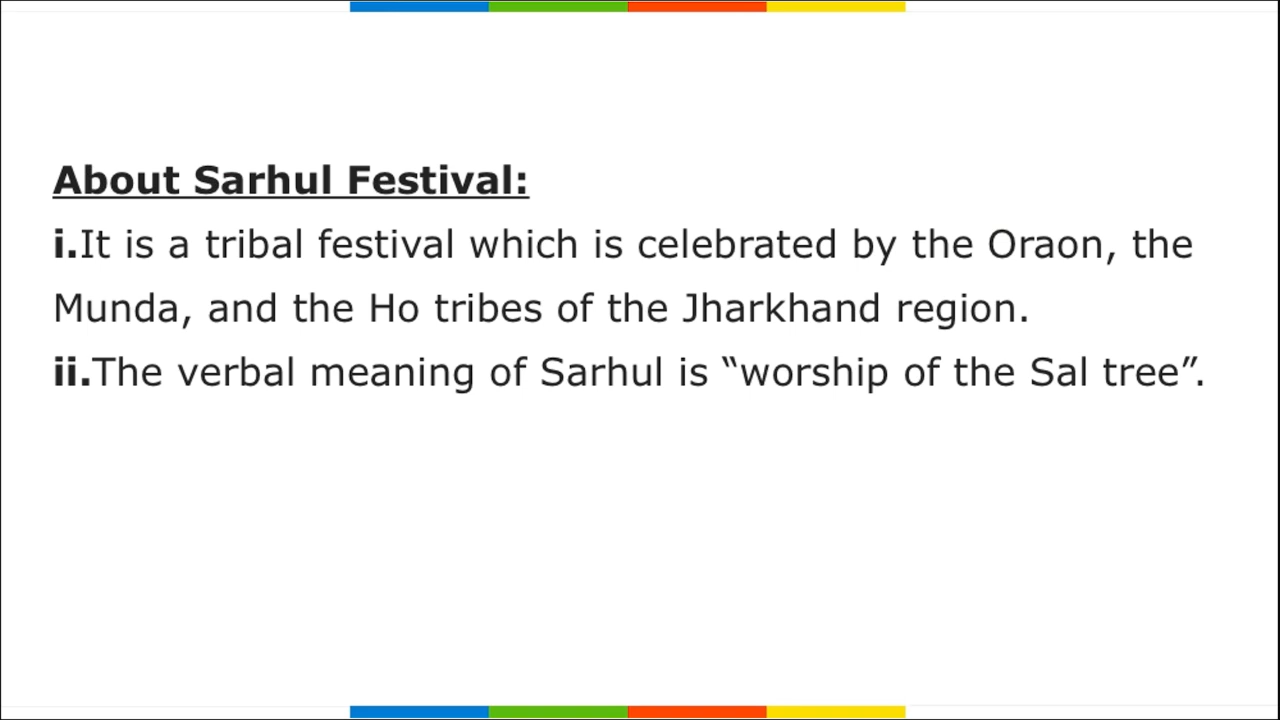 About Sarhul Festival:
i.It is a tribal festival which is celebrated by the Oraon, the
Munda, and the Ho tribes of the Jharkhand region.
ii.The verbal meaning of Sarhul is “worship of the Sal tree”.